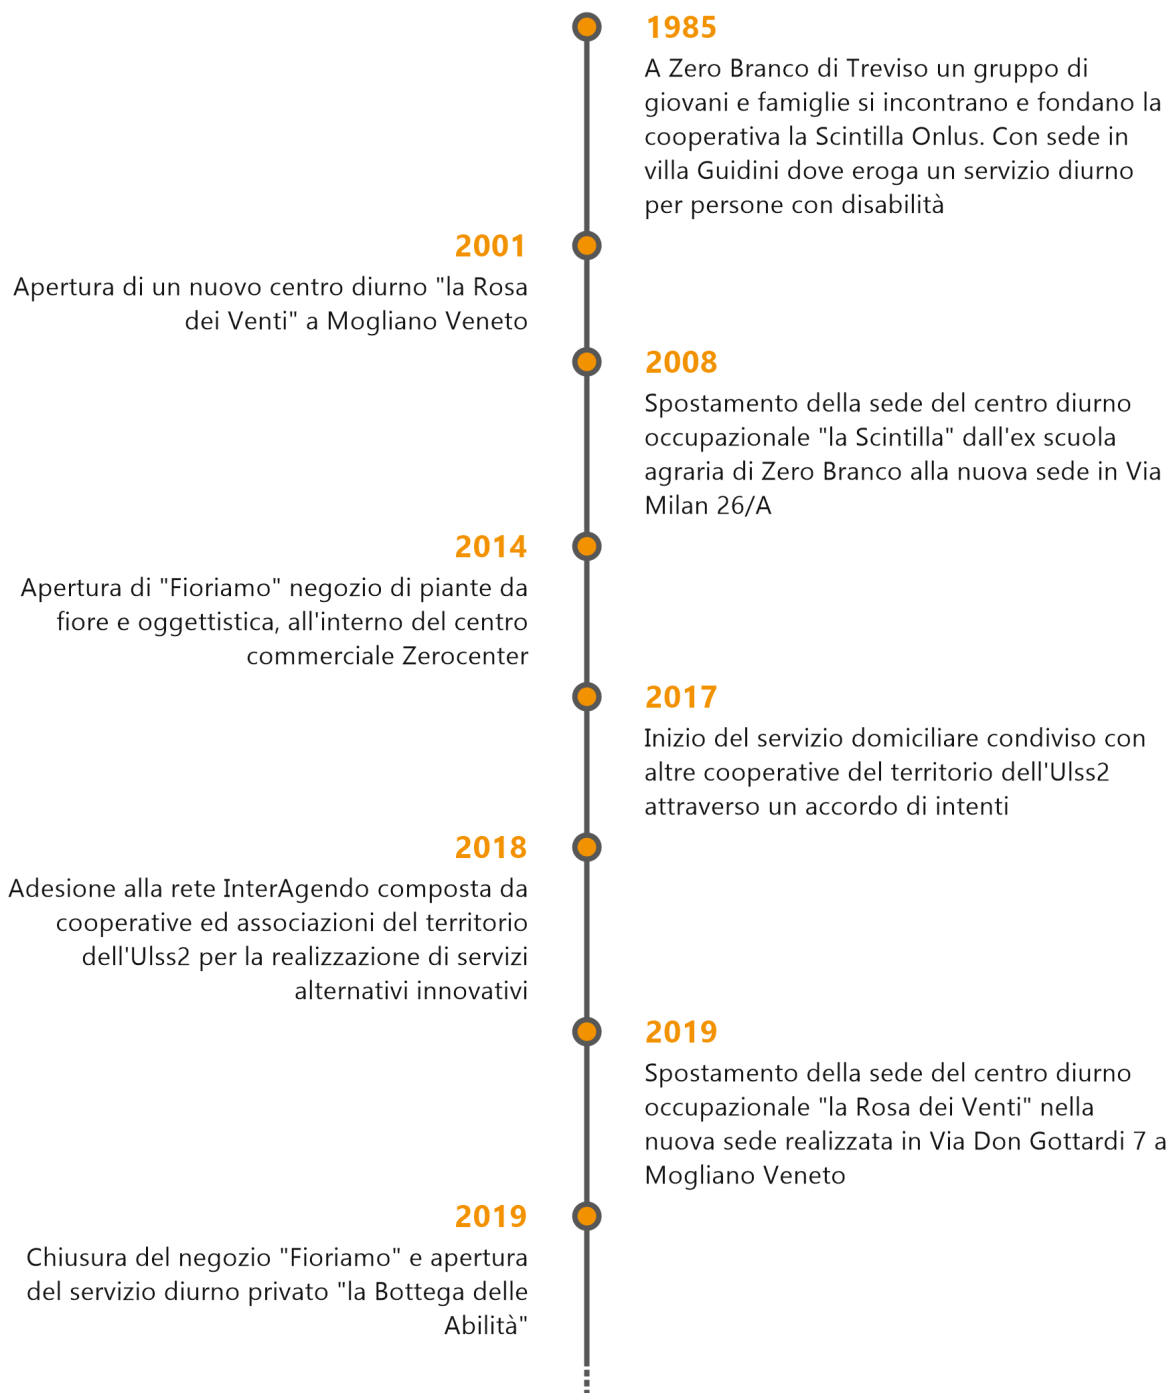 1985
A Zero Branco di Treviso un gruppo di
giovani e famiglie si incontrano e fondano la
cooperativa la Scintilla Onlus. Con sede in
villa Guidini dove eroga un servizio diurno
per persone con disabilità
2001
Apertura di un nuovo centro diurno "la Rosa
dei Venti" a Mogliano Veneto
2008
Spostamento della sede del centro diurno
occupazionale "la Scintilla" dall'ex scuola
agraria di Zero Branco alla nuova sede in Via
Milan 26/A
2014
Apertura di "Fioriamo" negozio di piante da
fiore e oggettistica, all'interno del centro
commerciale Zerocenter
2017
Inizio del servizio domiciliare condiviso con
altre cooperative del territorio dell'Ulss2
attraverso un accordo di intenti
2018
Adesione alla rete InterAgendo composta da
cooperative ed associazioni del territorio
dell'Ulss2 per la realizzazione di servizi
alternativi innovativi
2019
Spostamento della sede del centro diurno
occupazionale "la Rosa dei Venti" nella
nuova sede realizzata in Via Don Gottardi 7 a
Mogliano Veneto
2019
Chiusura del negozio "Fioriamo" e apertura
del servizio diurno privato "la Bottega delle
Abilità"